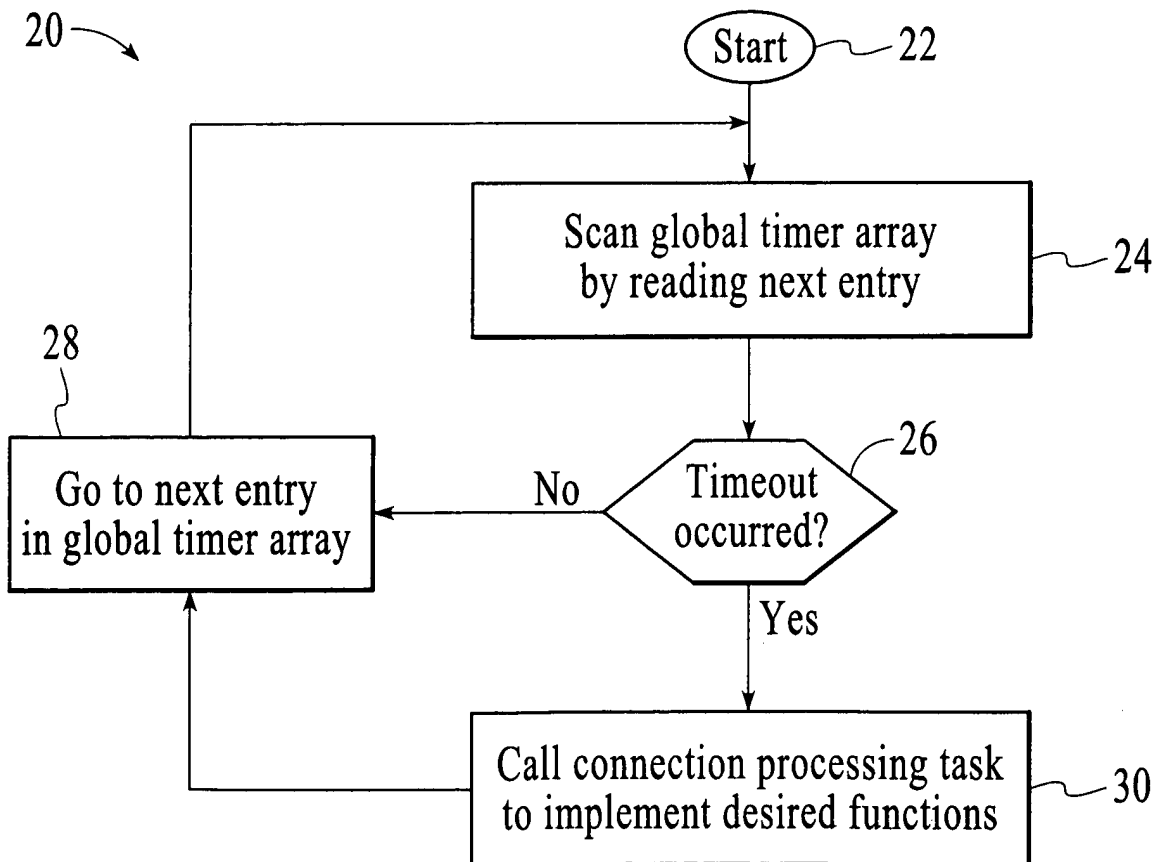 20
Start
22
Scan global timer array
by reading next entry
24
28
Go to next entry
in global timer array
No
Timeout
occurred?
26
Yes
Call connection processing task
to implement desired functions
30